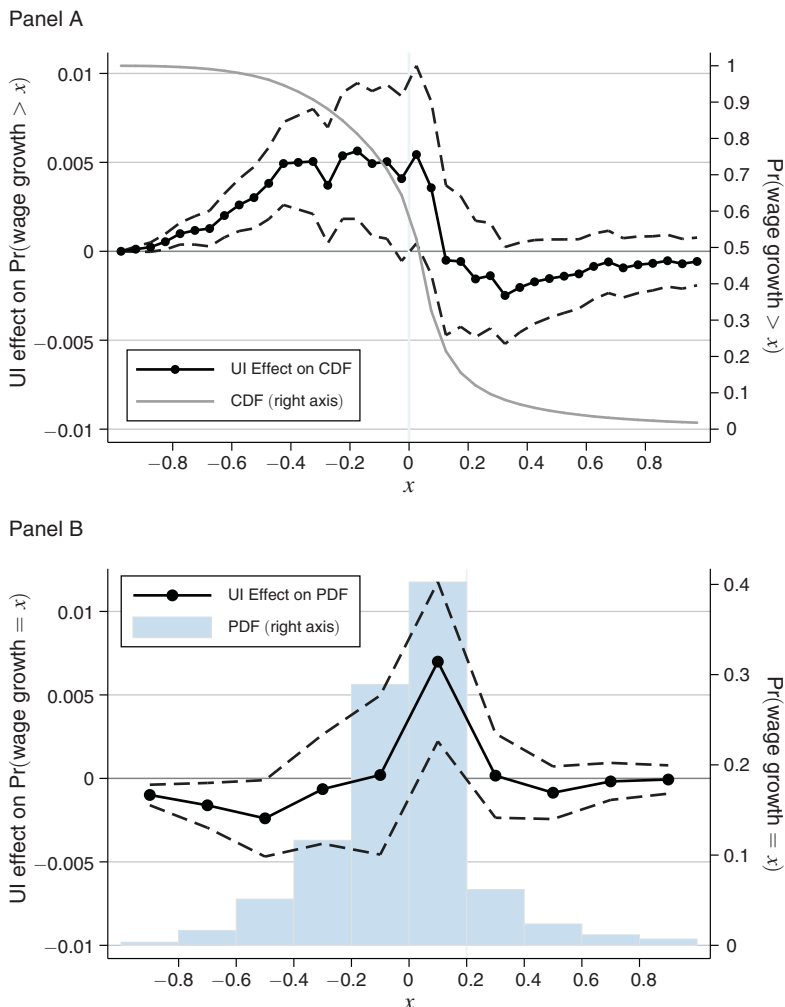 Panel A
UI effect on Pr(wage growth > x)
0.01
0.005
0
−0.005
−0.01
1
0.9
0.8
0.7
0.6
0.5
0.4
0.3
0.2
0.1
0
Pr(wage growth > x)
UI Effect on CDF
CDF (right axis)
−0.8 −0.6 −0.4 −0.2 0 0.2 0.4 0.6 0.8
x
Panel B
UI effect on Pr(wage growth = x)
0.01
0.005
0
−0.005
−0.01
0.4
0.3
0.2
0.1
0
Pr(wage growth = x)
UI Effect on PDF
PDF (right axis)
−0.8 −0.6 −0.4 −0.2 0 0.2 0.4 0.6 0.8
x